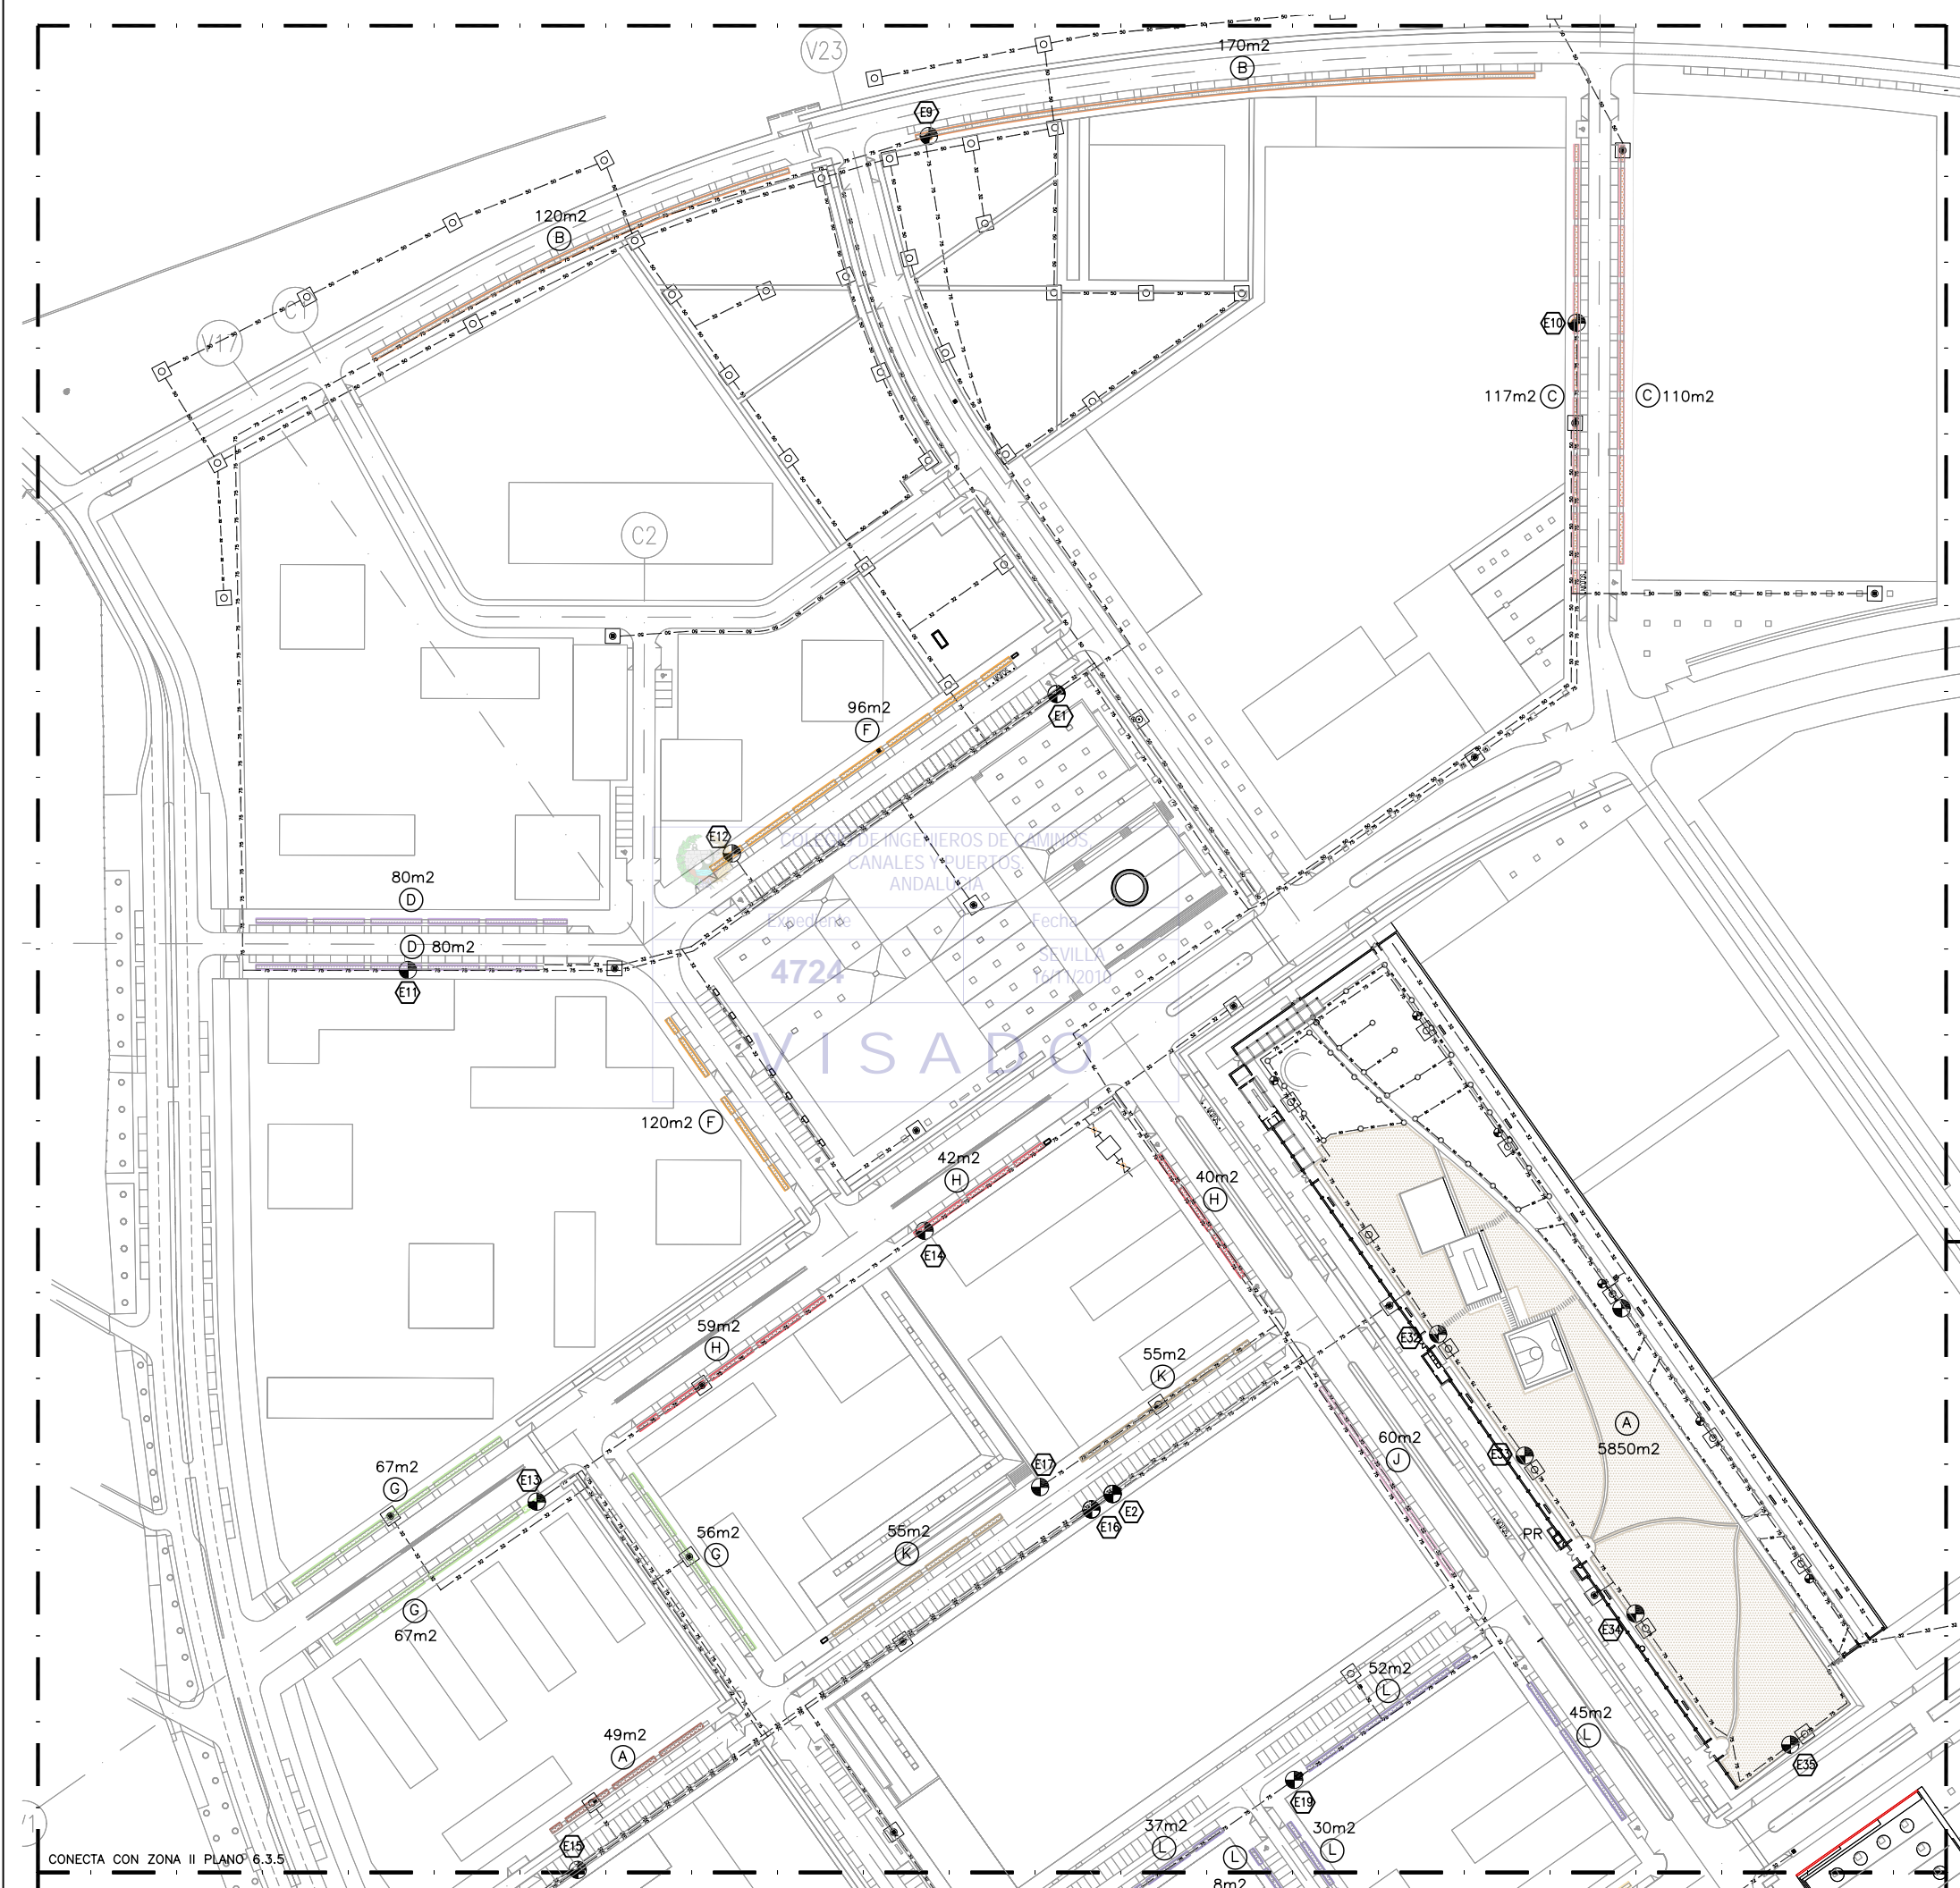 V23
170m2
B
E9
120m2
B
C1
V17
E10
117m2 C
C 110m2
C2
96m2
F
E1
E12
COLEGIO DE INGENIEROS DE CAMINOS,
CANALES Y PUERTOS
ANDALUCIA
Expediente
Fecha
4724
SEVILLA
VISADO
80m2
D
D 80m2
E11
120m2 F
42m2
H
40m2
H
E14
59m2
H
55m2
K
E32
A
5850m2
67m2
G
E13
E17
60m2
J
E33
E2
E16
55m2
K
56m2
G
PR
G
67m2
E34
52m2
L
45m2
L
49m2
A
E35
E19
37m2
L
30m2
L
L
8m2
E15
CONECTA CON ZONA II PLANO 6.3.5